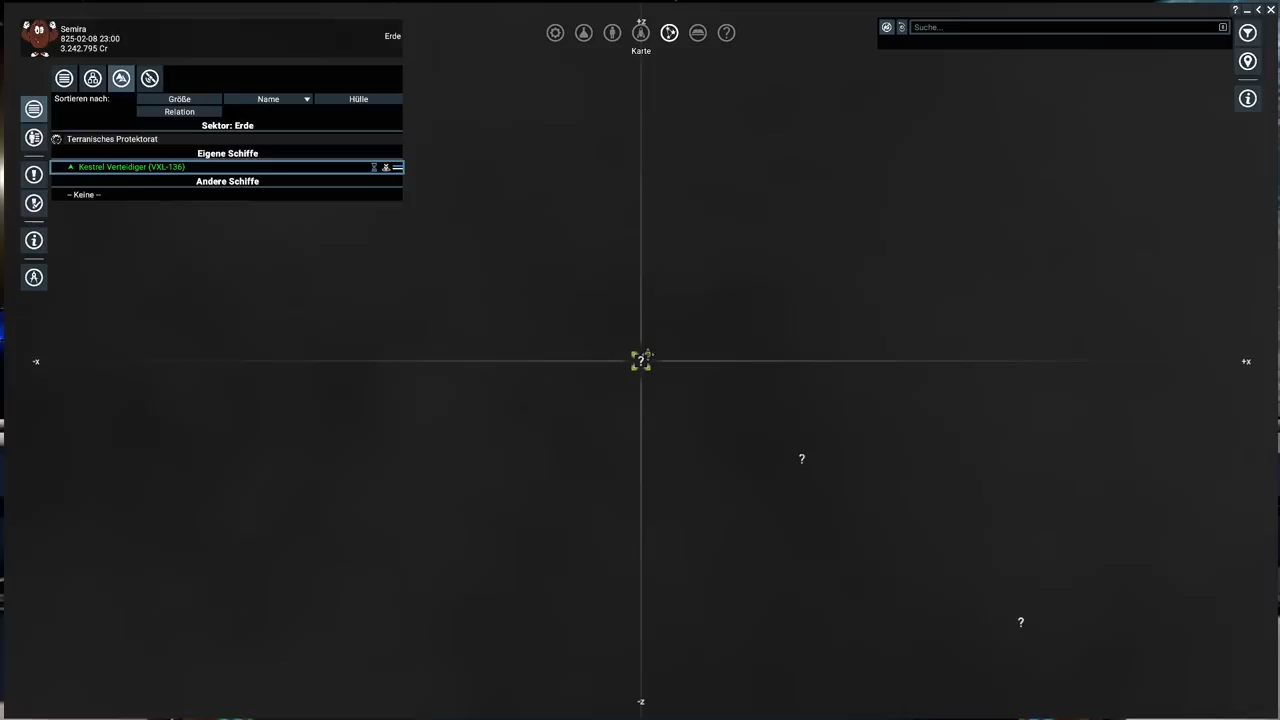 Semira
825-02-08 23:00
3.242.795 Cr
Erde
+z
Karte
Suche...
? _ < X
Sortieren nach:
Größe
Name
Hülle
Relation
Sektor: Erde
Terranisches Protektorat
Eigene Schiffe
Kestrel Verteidiger (VXL-136)
Andere Schiffe
-- Keine --
-x
?
+x
?
?
-z